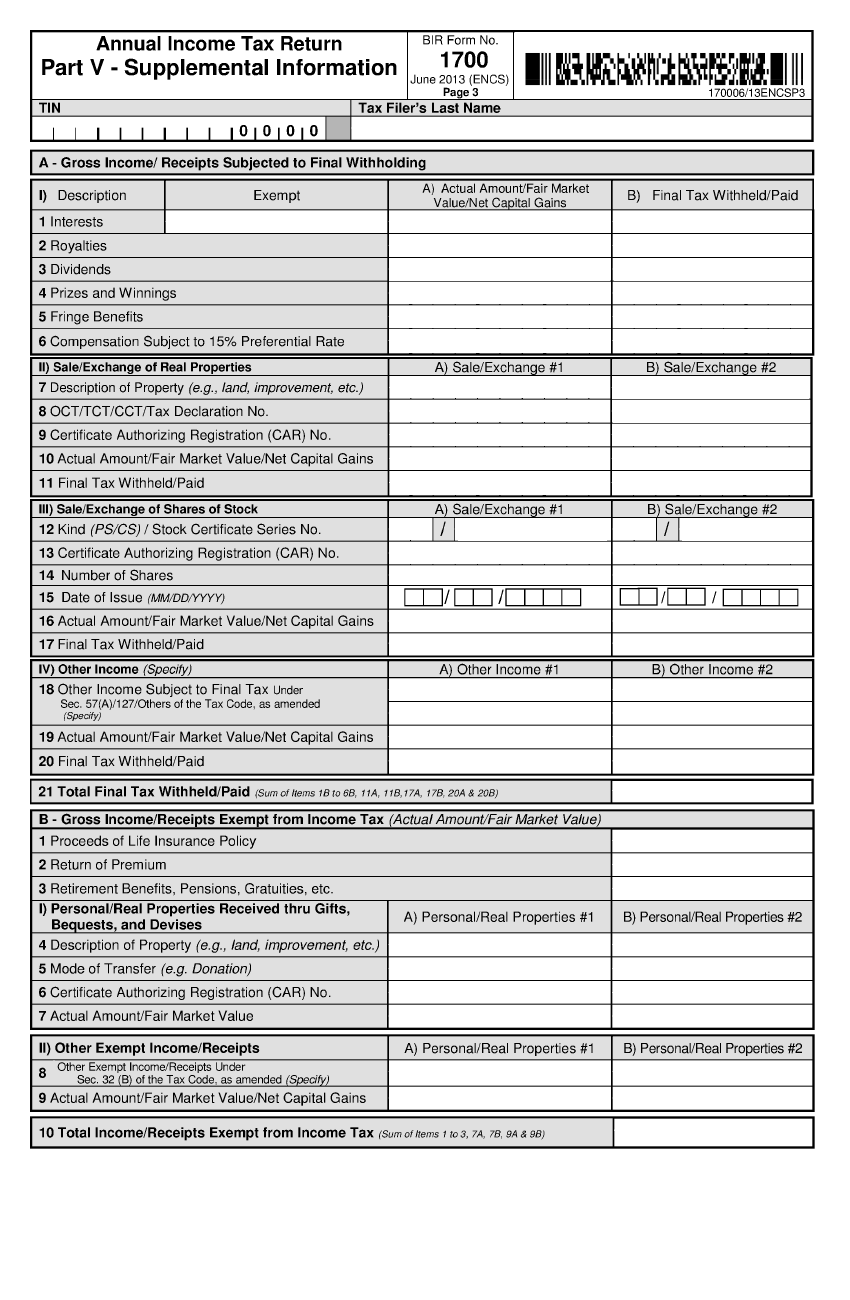 Annual Income Tax Return
Part V - Supplemental Information
BIR Form No.
1700
June 2013 (ENCS)
Page 3
170006/13ENCSP3
TIN
Tax Filer's Last Name
0 0 0 0
A - Gross Income/ Receipts Subjected to Final Withholding
I) Description
Exempt
A) Actual Amount/Fair Market
Value/Net Capital Gains
B) Final Tax Withheld/Paid
1 Interests
2 Royalties
3 Dividends
4 Prizes and Winnings
5 Fringe Benefits
6 Compensation Subject to 15% Preferential Rate
II) Sale/Exchange of Real Properties
A) Sale/Exchange #1
B) Sale/Exchange #2
7 Description of Property (e.g., land, improvement, etc.)
8 OCT/TCT/CCT/Tax Declaration No.
9 Certificate Authorizing Registration (CAR) No.
10 Actual Amount/Fair Market Value/Net Capital Gains
11 Final Tax Withheld/Paid
III) Sale/Exchange of Shares of Stock
A) Sale/Exchange #1
B) Sale/Exchange #2
12 Kind (PS/CS) / Stock Certificate Series No.
/
/
13 Certificate Authorizing Registration (CAR) No.
14 Number of Shares
15 Date of Issue (MM/DD/YYYY)
/ /
/ /
16 Actual Amount/Fair Market Value/Net Capital Gains
17 Final Tax Withheld/Paid
IV) Other Income (Specify)
A) Other Income #1
B) Other Income #2
18 Other Income Subject to Final Tax Under
Sec. 57(A)/127/Others of the Tax Code, as amended
(Specify)
19 Actual Amount/Fair Market Value/Net Capital Gains
20 Final Tax Withheld/Paid
21 Total Final Tax Withheld/Paid (Sum of Items 1B to 6B, 11A, 11B,17A, 17B, 20A & 20B)
B - Gross Income/Receipts Exempt from Income Tax (Actual Amount/Fair Market Value)
1 Proceeds of Life Insurance Policy
2 Return of Premium
3 Retirement Benefits, Pensions, Gratuities, etc.
I) Personal/Real Properties Received thru Gifts,
Bequests, and Devises
A) Personal/Real Properties #1
B) Personal/Real Properties #2
4 Description of Property (e.g., land, improvement, etc.)
5 Mode of Transfer (e.g. Donation)
6 Certificate Authorizing Registration (CAR) No.
7 Actual Amount/Fair Market Value
II) Other Exempt Income/Receipts
A) Personal/Real Properties #1
B) Personal/Real Properties #2
8 Other Exempt Income/Receipts Under
Sec. 32 (B) of the Tax Code, as amended (Specify)
9 Actual Amount/Fair Market Value/Net Capital Gains
10 Total Income/Receipts Exempt from Income Tax (Sum of Items 1 to 3, 7A, 7B, 9A & 9B)